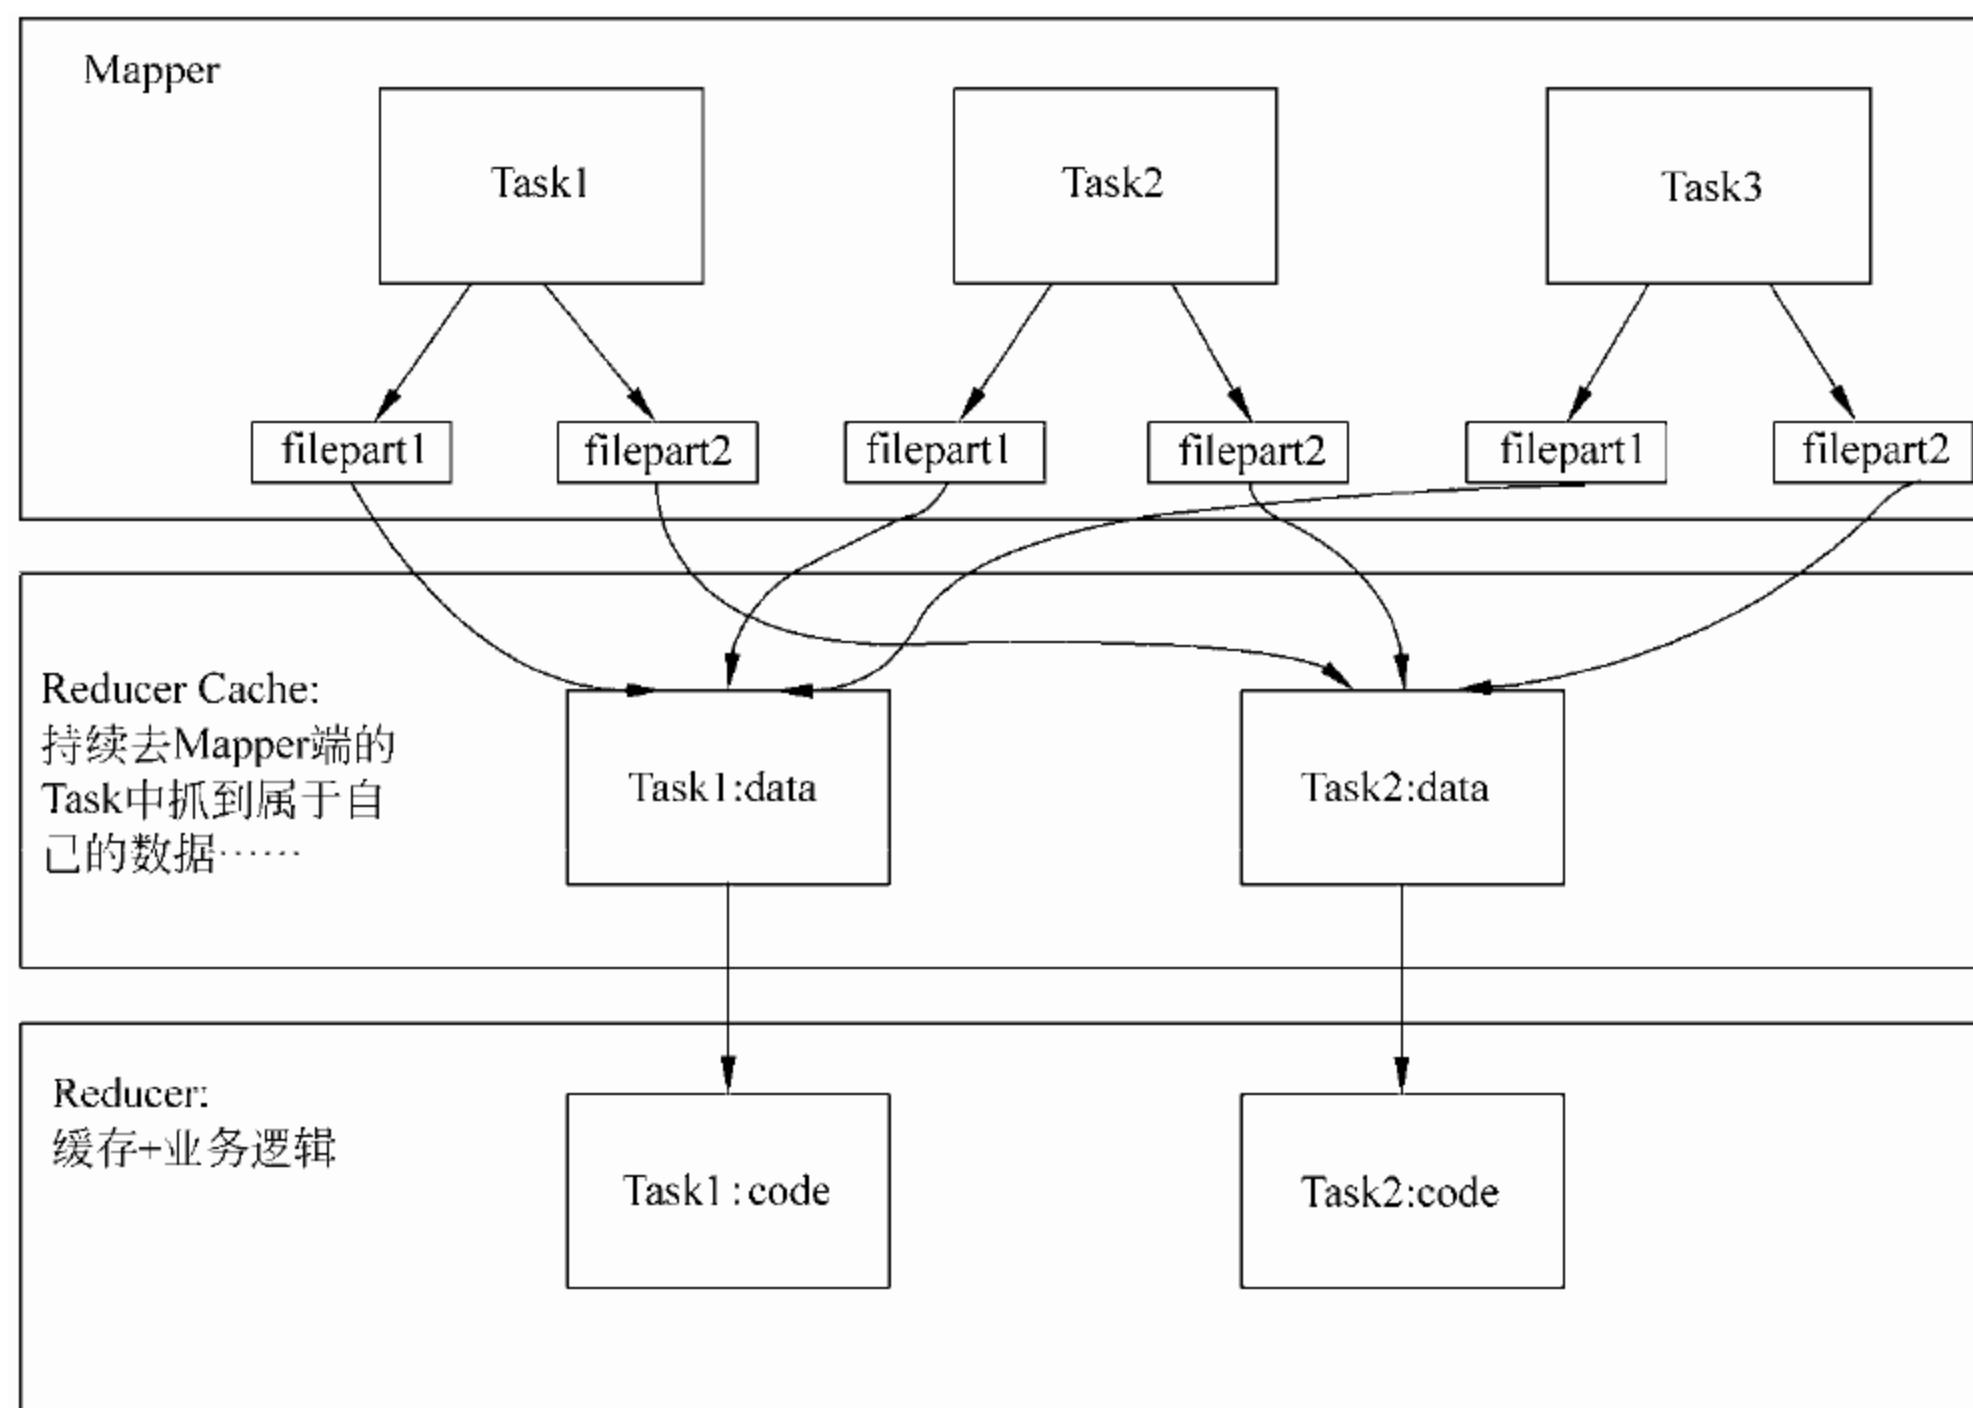 Mapper
Task1
Task2
Task3
filepart1
filepart2
filepart1
filepart2
filepart1
filepart2
Reducer Cache:
持续去Mapper端的
Task中抓到属于自
己的数据……
Task1:data
Task2:data
Reducer:
缓存+业务逻辑
Task1:code
Task2:code